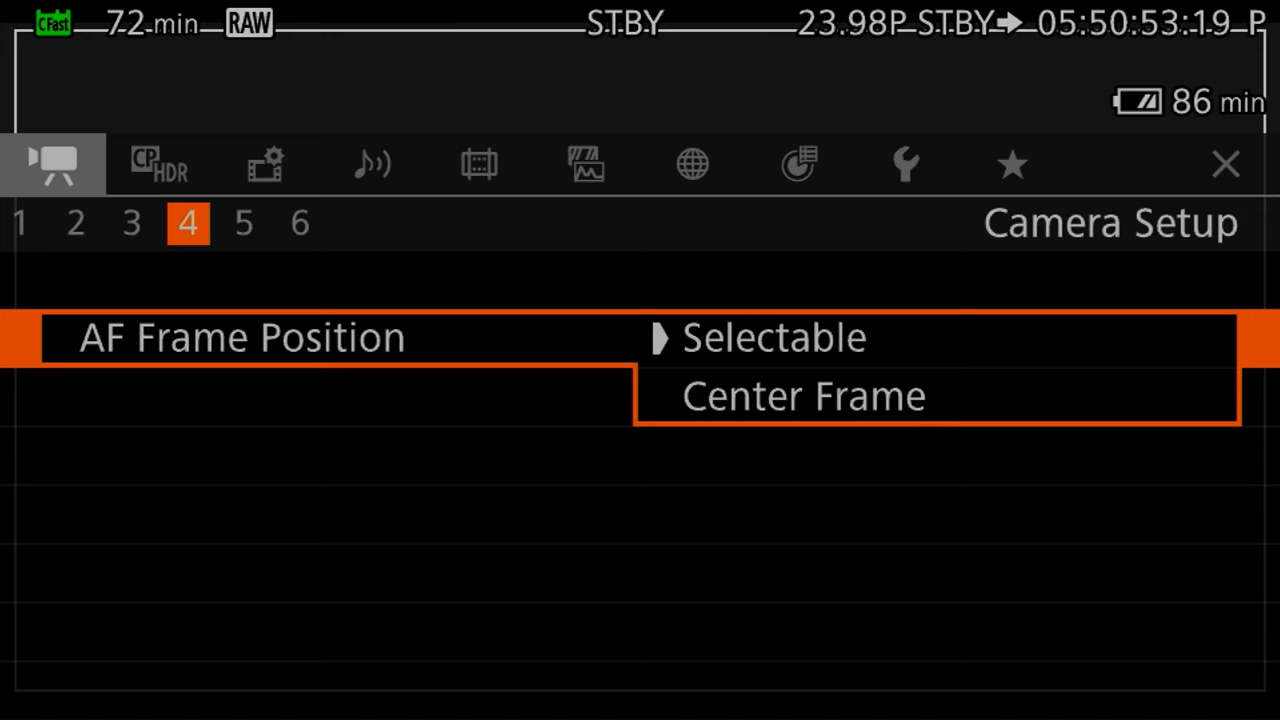 CFast 72 min RAW STBY 23.98P STBY 05:50:53:19 P
86 min
CP HDR
1 2 3 4 5 6 Camera Setup
AF Frame Position Selectable
Center Frame